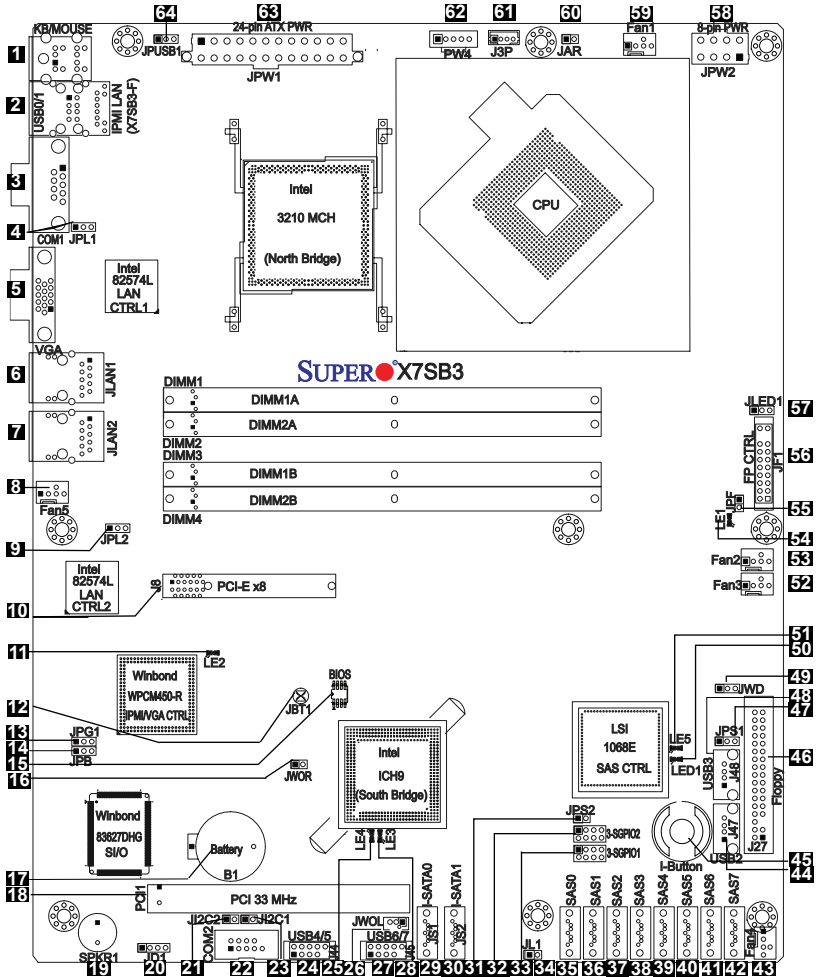 64
63
62
61
60
59
58
KB/MOUSE
JPUSB1
24-pin ATX PWR
JPW1
PW4
J3P
JAR
Fan1
8-pin PWR
JPW2
1
2
USB0/1
IPMI LAN
(X7SB3-F)
3
4
COM1
JPL1
Intel
3210 MCH
(North Bridge)
CPU
5
VGA
Intel
82574L
LAN
CTRL1
SUPER X7SB3
6
JLAN1
7
JLAN2
DIMM1
DIMM1A
DIMM2A
DIMM2
DIMM3
DIMM1B
DIMM2B
DIMM4
JLED1
57
FP CTRL
JF1
56
8
Fan5
JPF
55
LE1
54
9
JPL2
Fan2
53
Fan3
52
Intel
82574L
LAN
CTRL2
J8
PCI-E x8
10
51
50
11
LE2
49
JWD
48
47
Winbond
WPCM450-R
IPMI/VGA CTRL
BIOS
JBT1
12
13
JPG1
14
JPB
15
16
JWOR
Intel
ICH9
(South Bridge)
LSI
1068E
SAS CTRL
LE5
LED1
JPS1
USB3
J48
46
Floppy
J27
Winbond
83627DHG
SI/O
Battery
B1
LE4
LE3
JPS2
3-SGPIO2
3-SGPIO1
I-Button
J47
USB2
45
44
17
18
PCI1
PCI 33 MHz
JI2C2
JI2C1
JWOL
I-SATA0
JS1
I-SATA1
JS2
SAS0
SAS1
SAS2
SAS3
SAS4
SAS5
SAS6
SAS7
Fan4
SPKR1
JD1
COM2
USB4/5
J44
USB6/7
J45
JL1
19
20
21
22
23
24
25
26
27
28
29
30
31
32
33
34
35
36
37
38
39
40
41
42
43